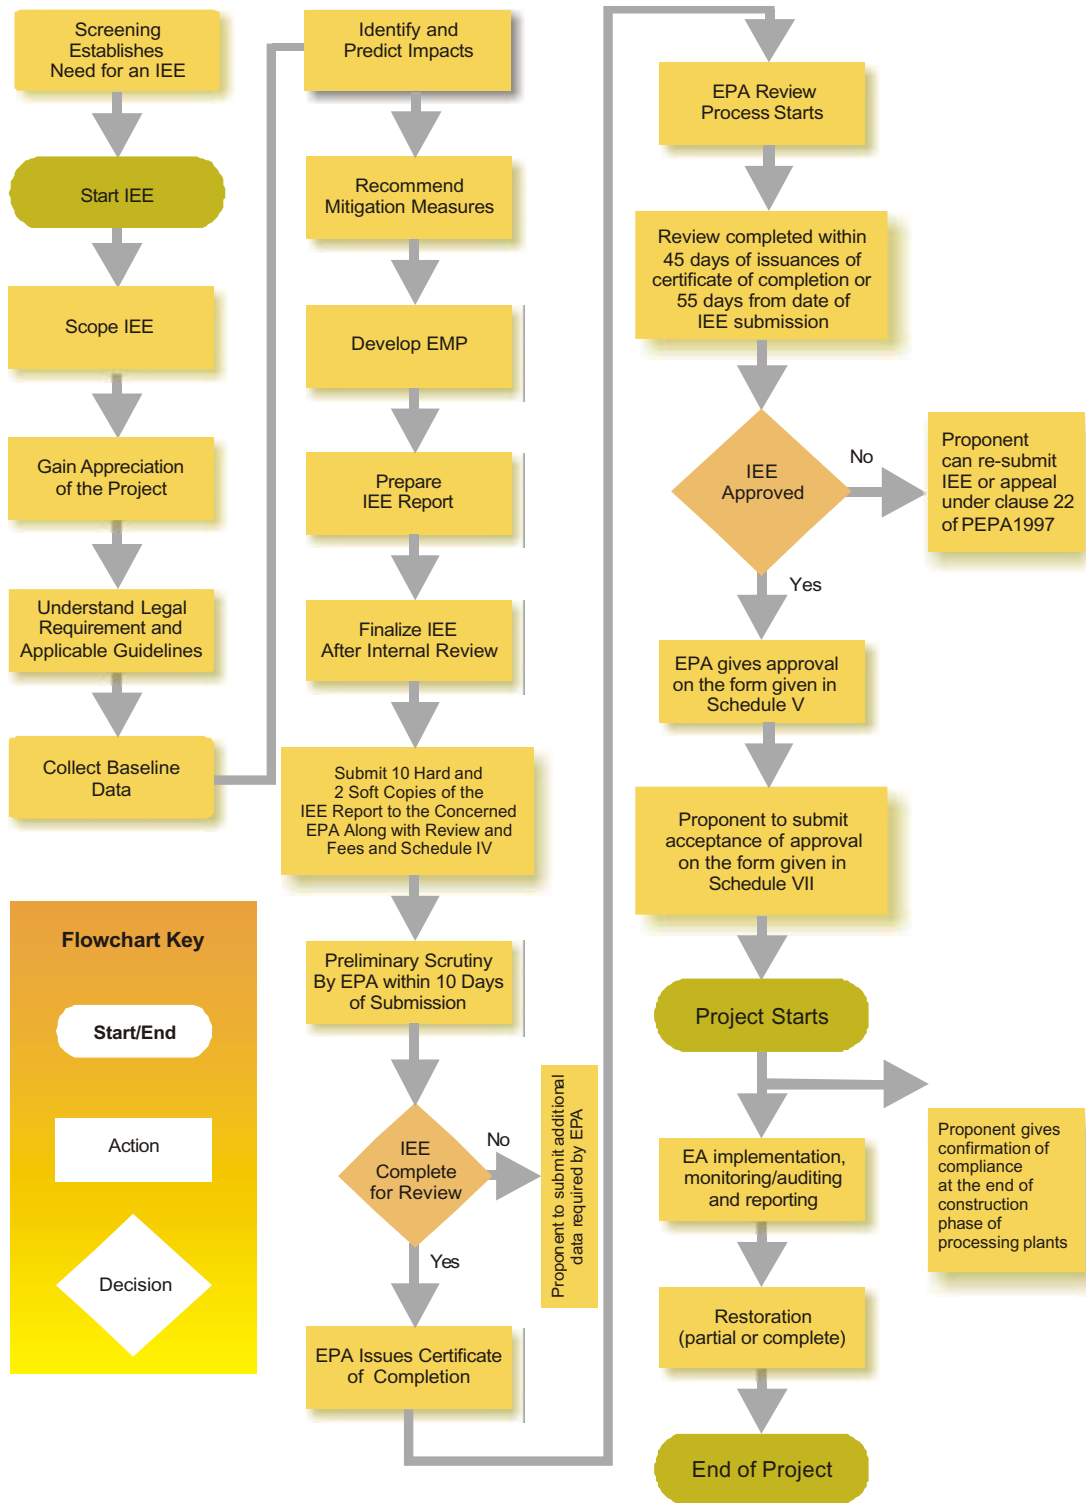 Screening
Establishes
Need for an IEE
Start IEE
Scope IEE
Gain Appreciation
of the Project
Understand Legal
Requirement and
Applicable Guidelines
Collect Baseline
Data
Flowchart Key
Start/End
Action
Decision
Identify and
Predict Impacts
Recommend
Mitigation Measures
Develop EMP
Prepare
IEE Report
Finalize IEE
After Internal Review
Submit 10 Hard and
2 Soft Copies of the
IEE Report to the Concerned
EPA Along with Review and
Fees and Schedule IV
Preliminary Scrutiny
By EPA within 10 Days
of Submission
IEE
Complete
for Review
No
Proponent to submit additional
data required by EPA
Yes
EPA Issues Certificate
of Completion
EPA Review
Process Starts
Review completed within
45 days of issuances of
certificate of completion or
55 days from date of
IEE submission
IEE
Approved
No
Proponent
can re-submit
IEE or appeal
under clause 22
of PEPA1997
Yes
EPA gives approval
on the form given in
Schedule V
Proponent to submit
acceptance of approval
on the form given in
Schedule VII
Project Starts
Proponent gives
confirmation of
compliance
at the end of
construction
phase of
processing plants
EA implementation,
monitoring/auditing
and reporting
Restoration
(partial or complete)
End of Project